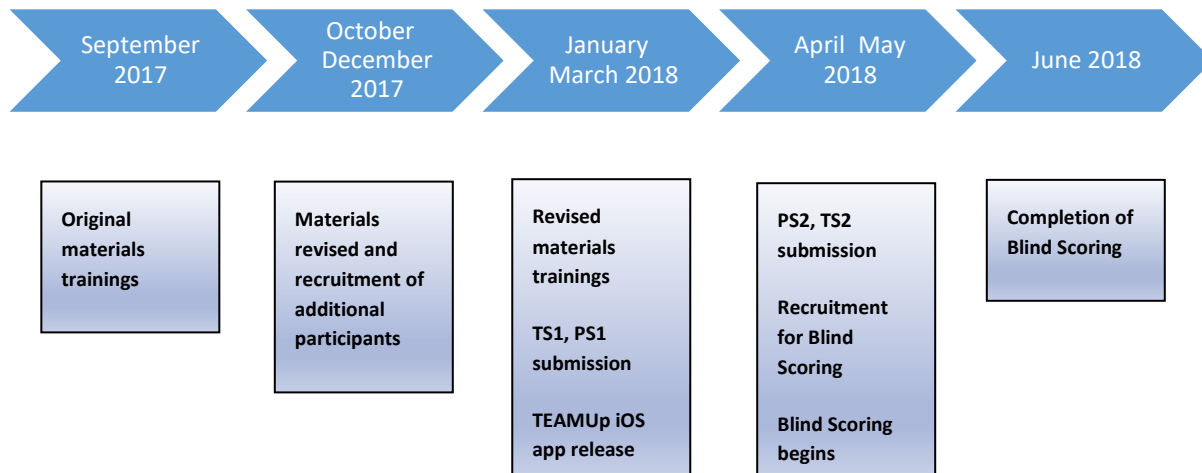 September
2017
October
December
2017
January
March 2018
April May
2018
June 2018
Original
materials
trainings
Materials
revised and
recruitment of
additional
participants
Revised
materials
trainings
TS1, PS1
submission
TEAMUp iOS
app release
PS2, TS2
submission
Recruitment
for Blind
Scoring
Blind Scoring
begins
Completion of
Blind Scoring